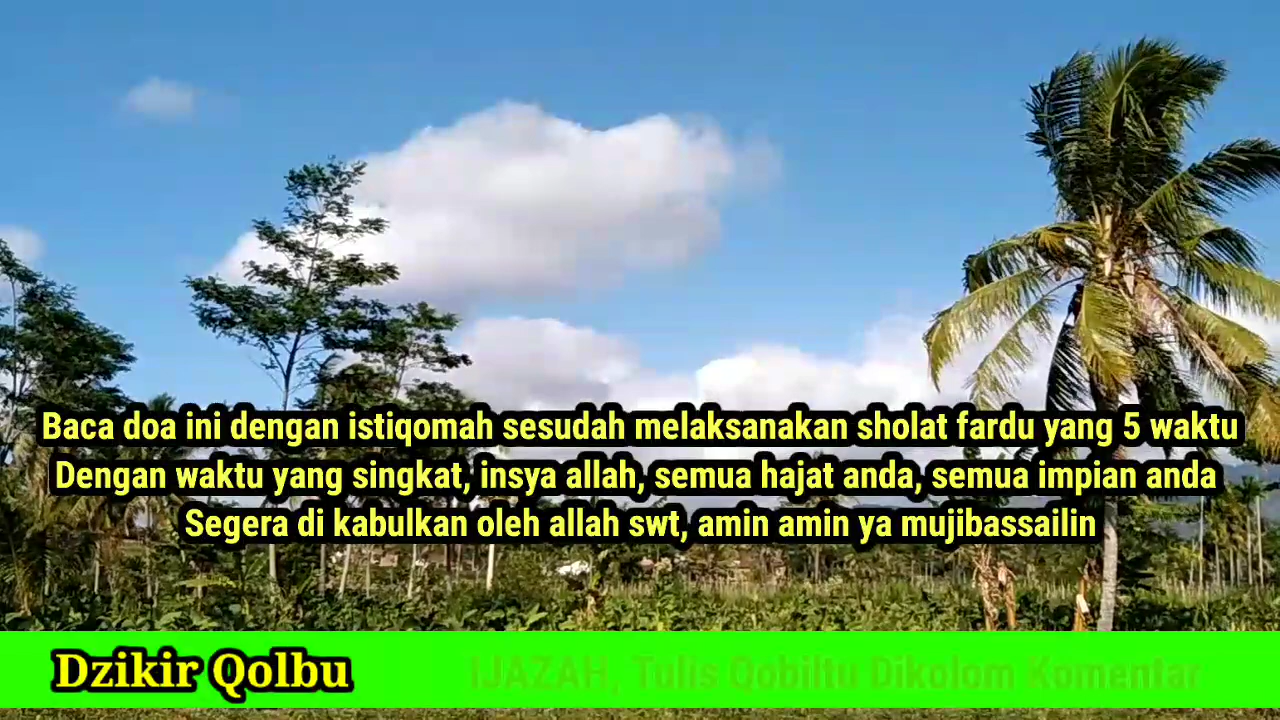 Baca doa ini dengan istiqomah sesudah melaksanakan sholat fardu yang 5 waktu
Dengan waktu yang singkat, insya allah, semua hajat anda, semua impian anda
Segera di kabulkan oleh allah swt, amin amin ya mujibassailin
Dzikir Qolbu
IJAZAH, Tulis Qobiltu Dikolom Komentar